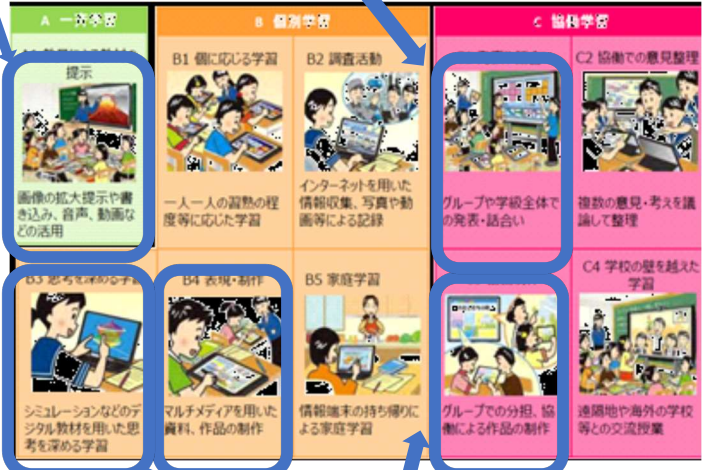 A 一斉学習
B 個別学習
C 協働学習
提示
画像の拡大提示や書
き込み、音声、動画な
どの活用
B1 個に応じる学習
一人一人の習熟の程
度等に応じた学習
B2 調査活動
インターネットを用いた
情報収集、写真や動
画等による記録
グループや学級全体で
の発表・話合い
C2 協働での意見整理
複数の意見・考えを議
論して整理
B3 思考を深める学習
シミュレーションなどのデ
ジタル教材を用いた思
考を深める学習
B4 表現・制作
マルチメディアを用いた
資料、作品の制作
B5 家庭学習
情報端末の持ち帰りに
よる家庭学習
グループでの分担、協
働による作品の制作
C4 学校の壁を越えた
学習
遠隔地や海外の学校
等との交流授業